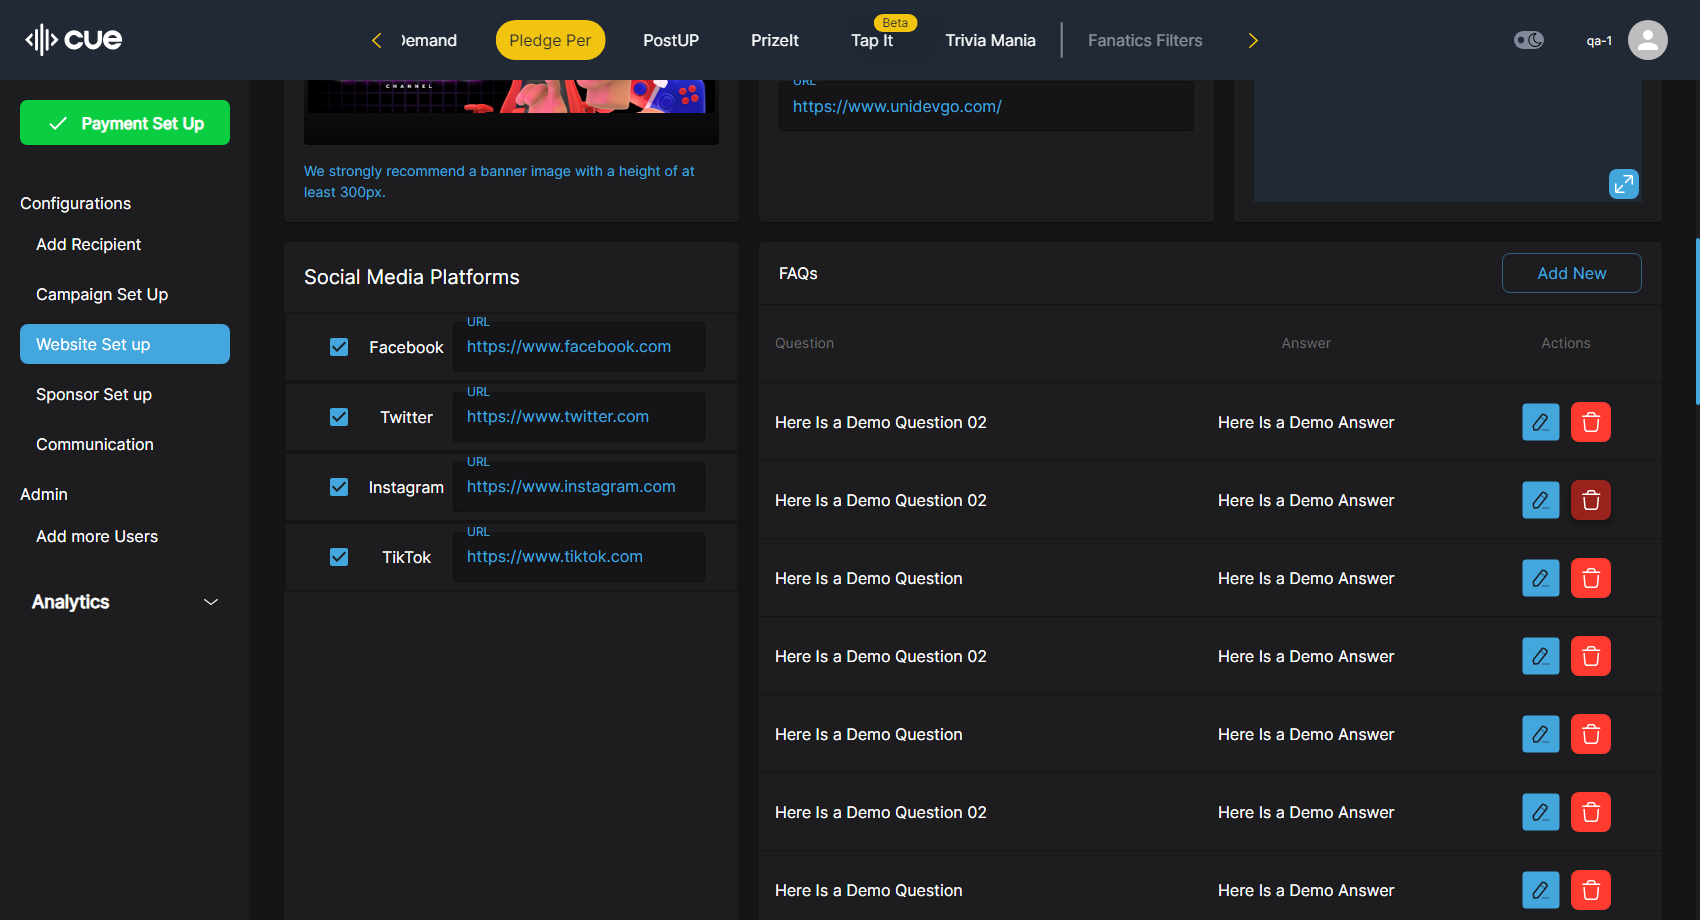 cue
Demand
Pledge Per
PostUP
PrizeIt
Beta
Tap It
Trivia Mania
Fanatics Filters
qa-1
Payment Set Up
Configurations
Add Recipient
Campaign Set Up
Website Set up
Sponsor Set up
Communication
Admin
Add more Users
Analytics
CHANNEL
We strongly recommend a banner image with a height of at
least 300px.
URL
https://www.unidevgo.com/
Social Media Platforms
Facebook
URL
https://www.facebook.com
Twitter
URL
https://www.twitter.com
Instagram
URL
https://www.instagram.com
TikTok
URL
https://www.tiktok.com
FAQs
Add New
Question Answer Actions
Here Is a Demo Question 02 Here Is a Demo Answer
Here Is a Demo Question 02 Here Is a Demo Answer
Here Is a Demo Question Here Is a Demo Answer
Here Is a Demo Question 02 Here Is a Demo Answer
Here Is a Demo Question Here Is a Demo Answer
Here Is a Demo Question 02 Here Is a Demo Answer
Here Is a Demo Question Here Is a Demo Answer